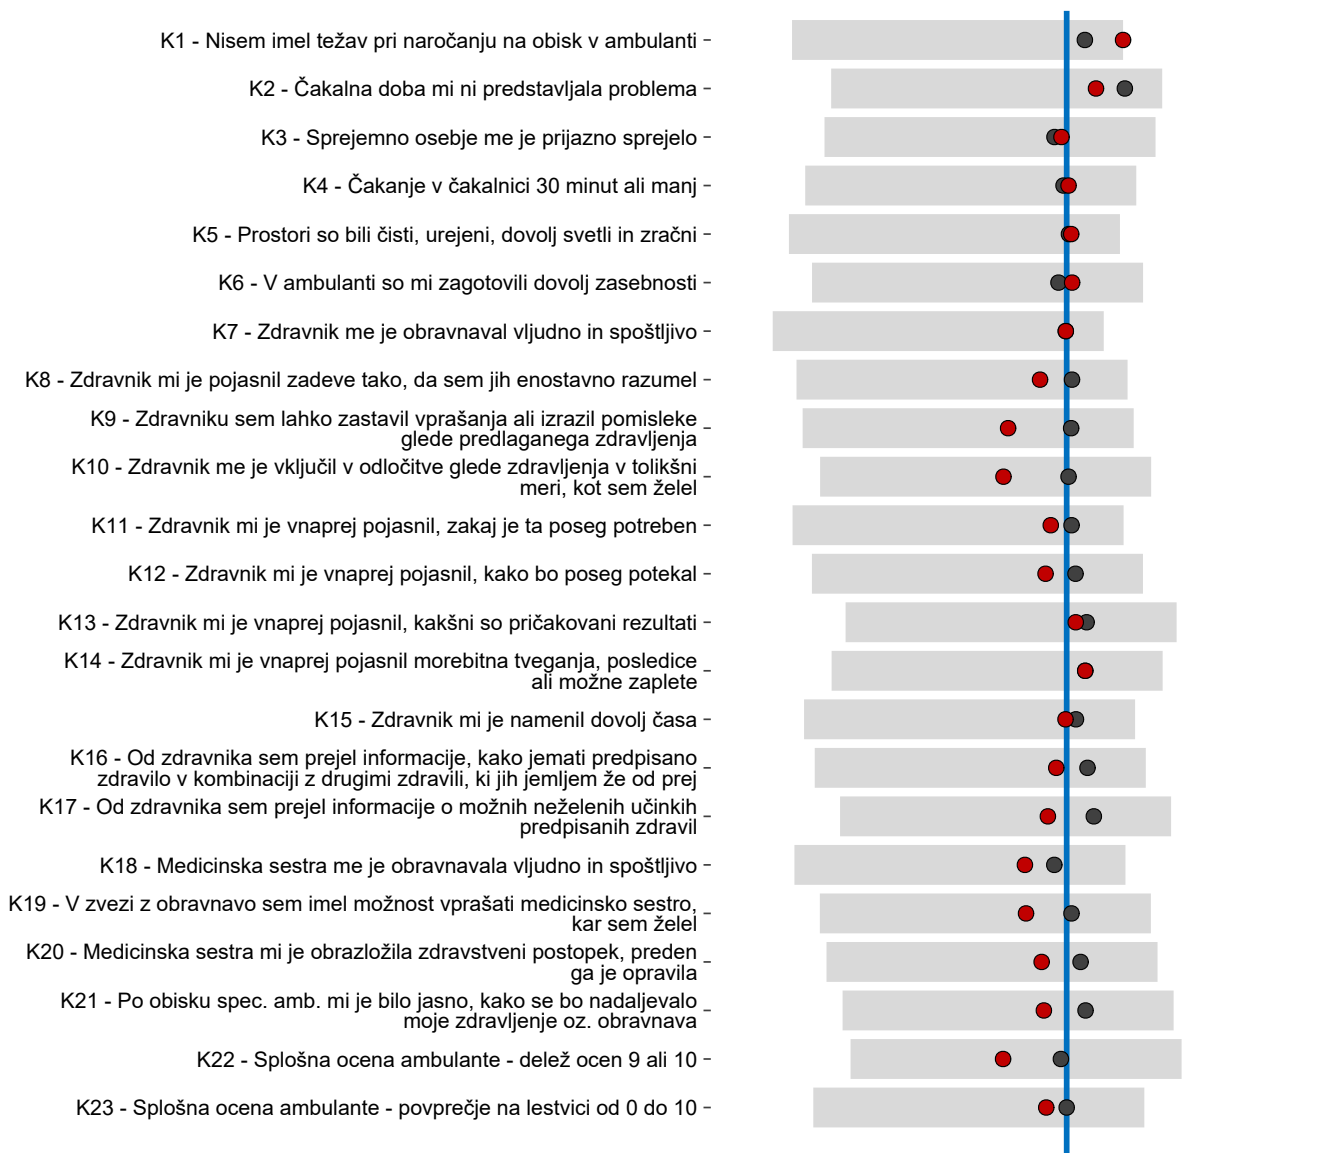 K1 - Nisem imel težav pri naročanju na obisk v ambulanti
K2 - Čakalna doba mi ni predstavljala problema
K3 - Sprejemno osebje me je prijazno sprejelo
K4 - Čakanje v čakalnici 30 minut ali manj
K5 - Prostori so bili čisti, urejeni, dovolj svetli in zračni
K6 - V ambulanti so mi zagotovili dovolj zasebnosti
K7 - Zdravnik me je obravnaval vljudno in spoštljivo
K8 - Zdravnik mi je pojasnil zadeve tako, da sem jih enostavno razumel
K9 - Zdravniku sem lahko zastavil vprašanja ali izrazil pomisleke
glede predlaganega zdravljenja
K10 - Zdravnik me je vključil v odločitve glede zdravljenja v tolikšni
meri, kot sem želel
K11 - Zdravnik mi je vnaprej pojasnil, zakaj je ta poseg potreben
K12 - Zdravnik mi je vnaprej pojasnil, kako bo poseg potekal
K13 - Zdravnik mi je vnaprej pojasnil, kakšni so pričakovani rezultati
K14 - Zdravnik mi je vnaprej pojasnil morebitna tveganja, posledice
ali možne zaplete
K15 - Zdravnik mi je namenil dovolj časa
K16 - Od zdravnika sem prejel informacije, kako jemati predpisano
zdravilo v kombinaciji z drugimi zdravili, ki jih jemljem že od prej
K17 - Od zdravnika sem prejel informacije o možnih neželenih učinkih
predpisanih zdravil
K18 - Medicinska sestra me je obravnavala vljudno in spoštljivo
K19 - V zvezi z obravnavo sem imel možnost vprašati medicinsko sestro,
kar sem želel
K20 - Medicinska sestra mi je obrazložila zdravstveni postopek, preden
ga je opravila
K21 - Po obisku spec. amb. mi je bilo jasno, kako se bo nadaljevalo
moje zdravljenje oz. obravnava
K22 - Splošna ocena ambulante - delež ocen 9 ali 10
K23 - Splošna ocena ambulante - povprečje na lestvici od 0 do 10